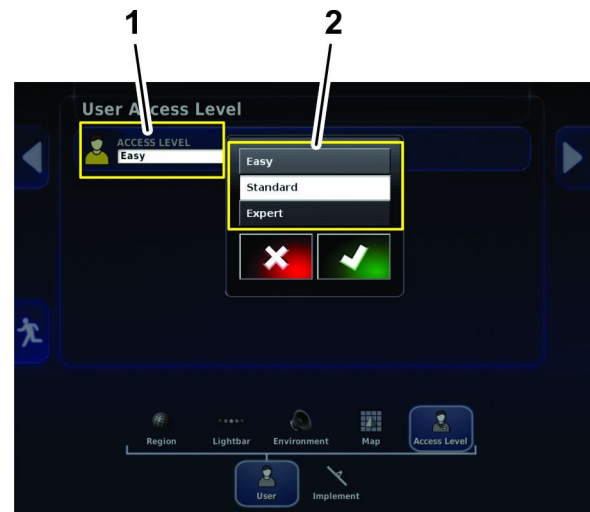 1 2
User Access Level
ACCESS LEVEL
Easy
Easy
Standard
Expert
Region Lightbar Environment Map Access Level
User Implement